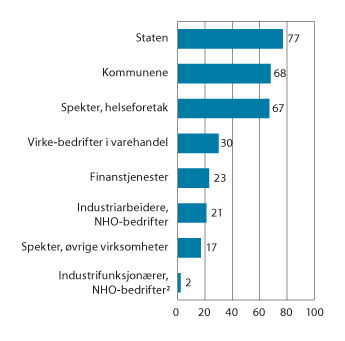 Staten 77
Kommunene 68
Spekter, helseforetak 67
Virke-bedrifter i varehandel 30
Finanstjenester 23
Industriarbeidere,
NHO-bedrifter 21
Spekter, øvrige virksomheter 17
Industrifunksjonærer,
NHO-bedrifter² 2
0 20 40 60 80 100